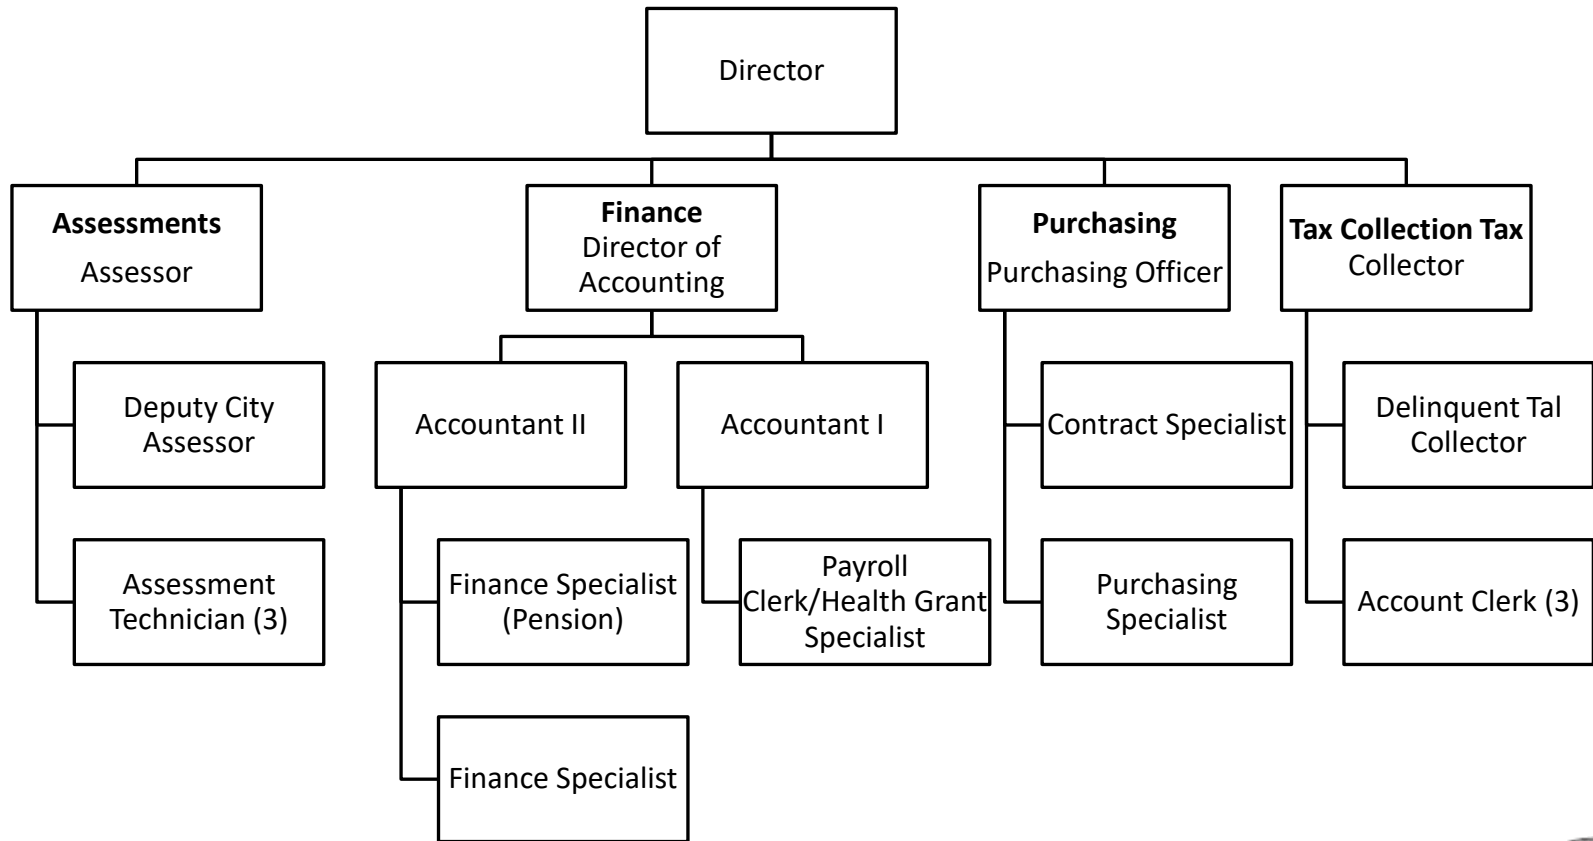 Director
Assessments
Assessor
Finance
Director of
Accounting
Purchasing
Purchasing Officer
Tax Collection Tax
Collector
Deputy City
Assessor
Accountant II
Accountant I
Contract Specialist
Delinquent Tal
Collector
Assessment
Technician (3)
Finance Specialist
(Pension)
Payroll
Clerk/Health Grant
Specialist
Purchasing
Specialist
Account Clerk (3)
Finance Specialist